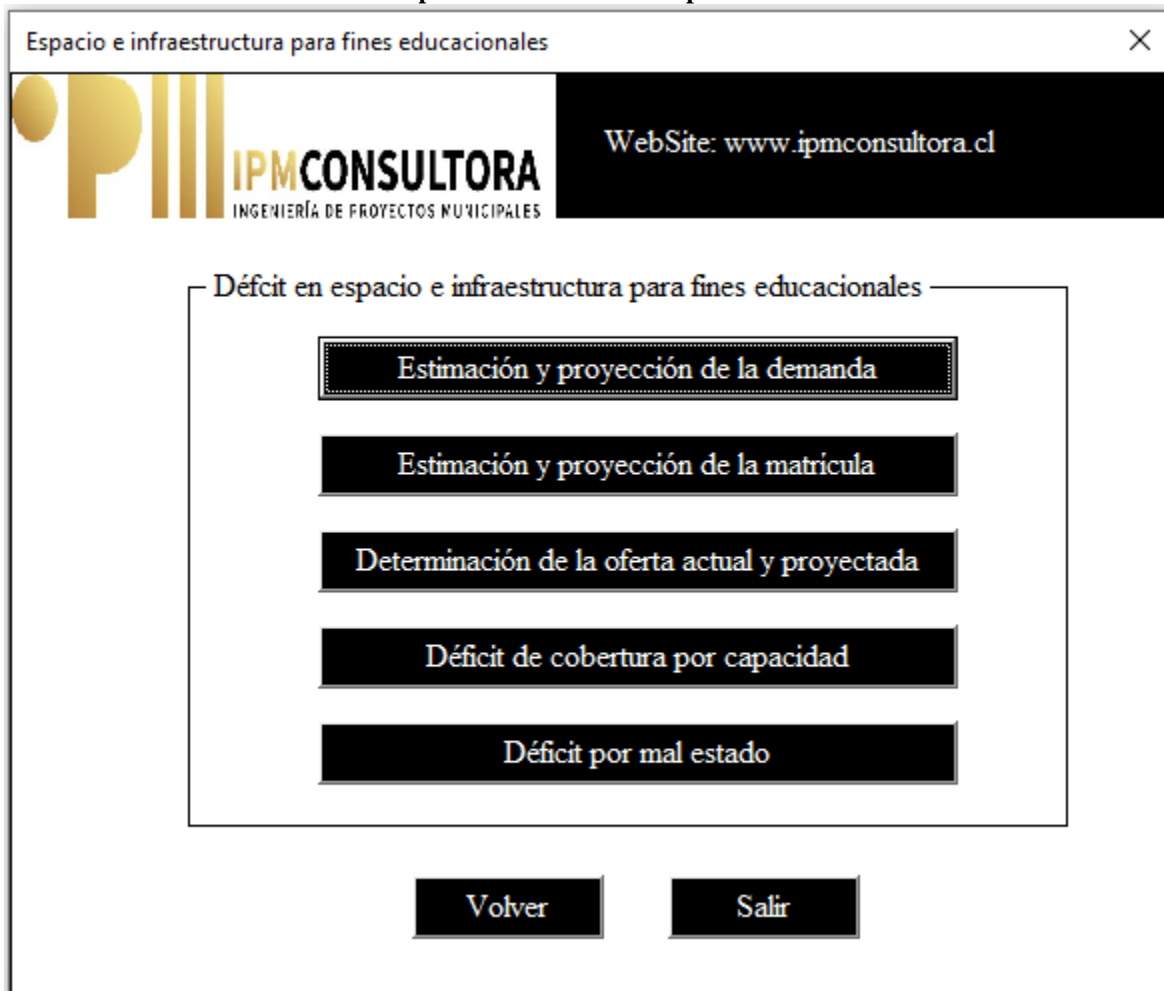 Espacio e infraestructura para fines educacionales
IPMCONSULTORA
INGENIERÍA DE PROYECTOS MUNICIPALES
WebSite: www.ipmconsultora.cl
Défcit en espacio e infraestructura para fines educacionales
Estimación y proyección de la demanda
Estimación y proyección de la matrícula
Determinación de la oferta actual y proyectada
Déficit de cobertura por capacidad
Déficit por mal estado
Volver
Salir